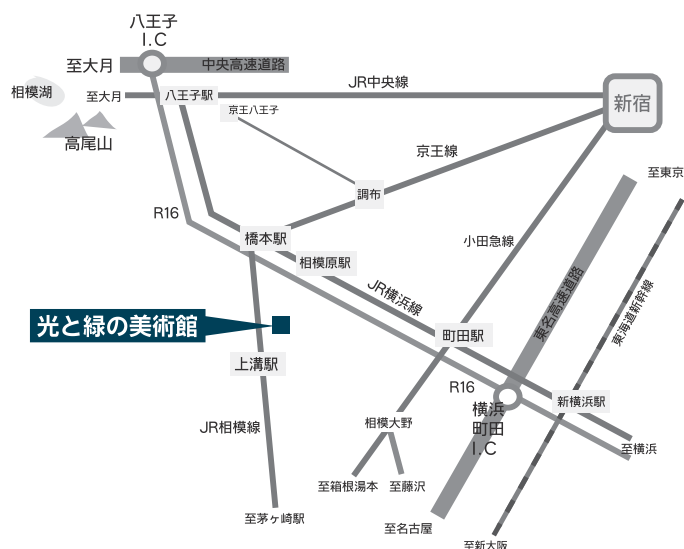 八王子
I.C
至大月
中央高速道路
JR中央線
相模湖
至大月
八王子駅
新宿
京王八王子
高尾山
京王線
至東京
調布
R16
橋本駅
小田急線
相模原駅
JR横浜線
東名高速道路
東海道新幹線
光と緑の美術館
町田駅
上溝駅
R16
横浜
町田
I.C
新横浜駅
相模大野
JR相模線
至横浜
至箱根湯本
至藤沢
至茅ヶ崎駅
至名古屋
至新大阪